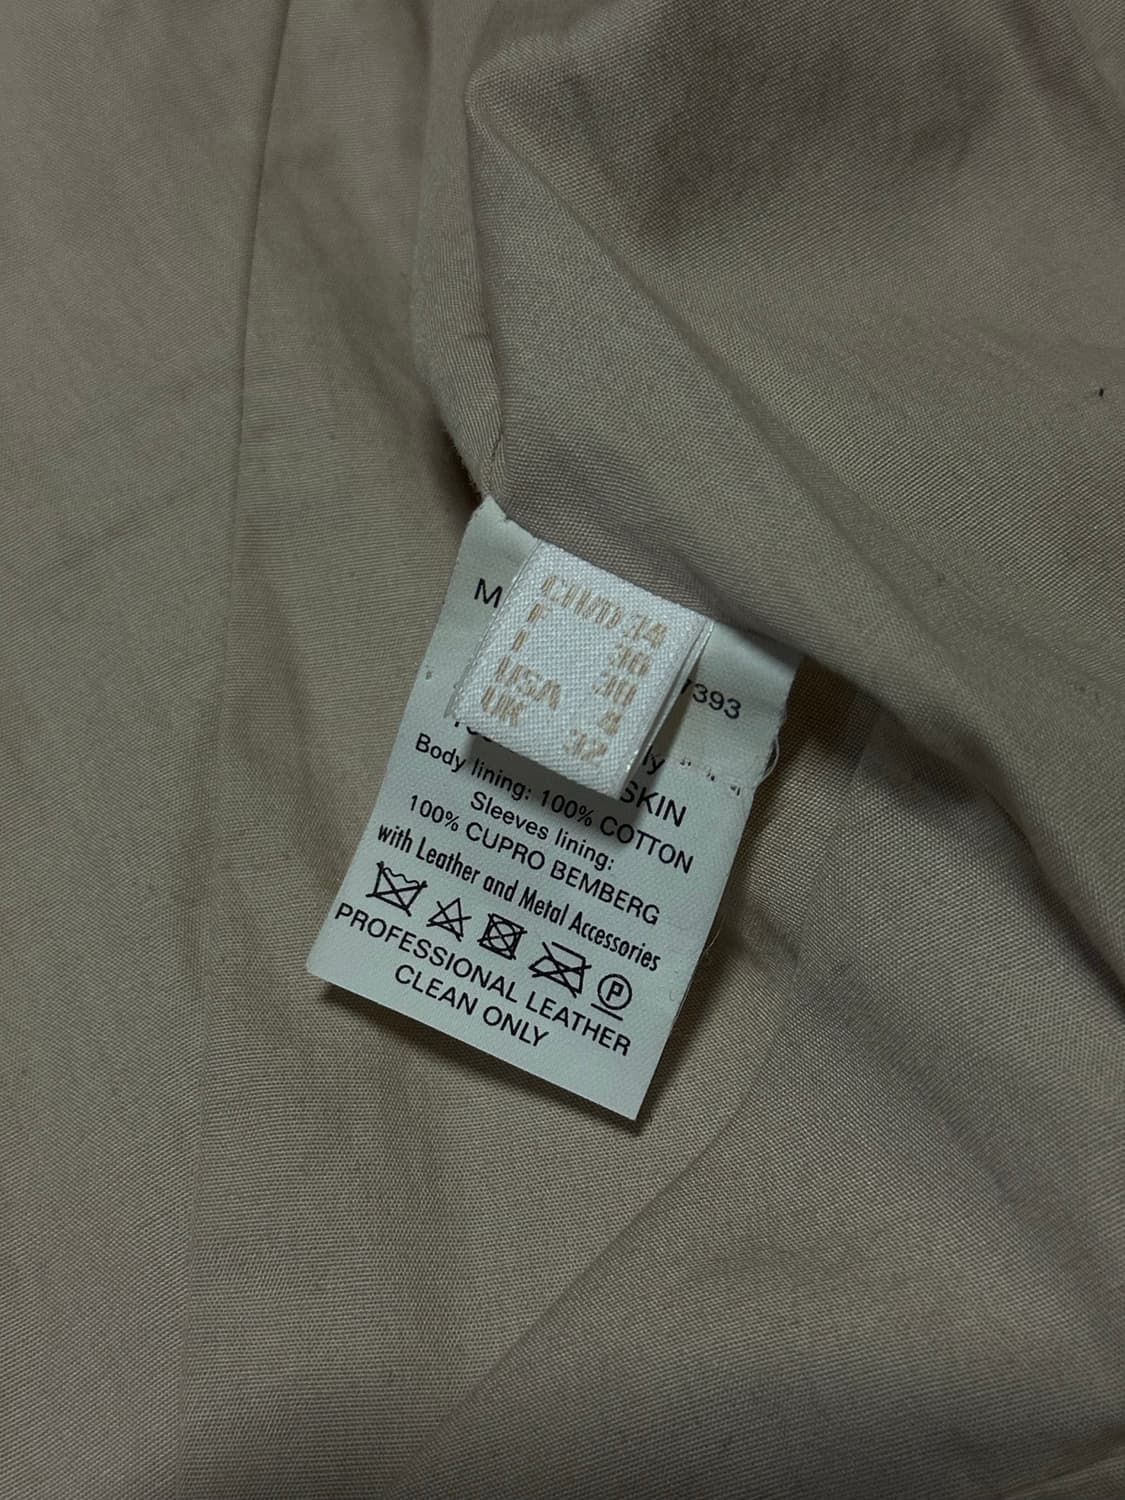 CH/D 34
F 36
I 38
USA 4
UK 32
M
7393
ly
SKIN
Body lining: 100% COTTON
Sleeves lining:
100% CUPRO BEMBERG
with Leather and Metal Accessories
P
PROFESSIONAL LEATHER
CLEAN ONLY